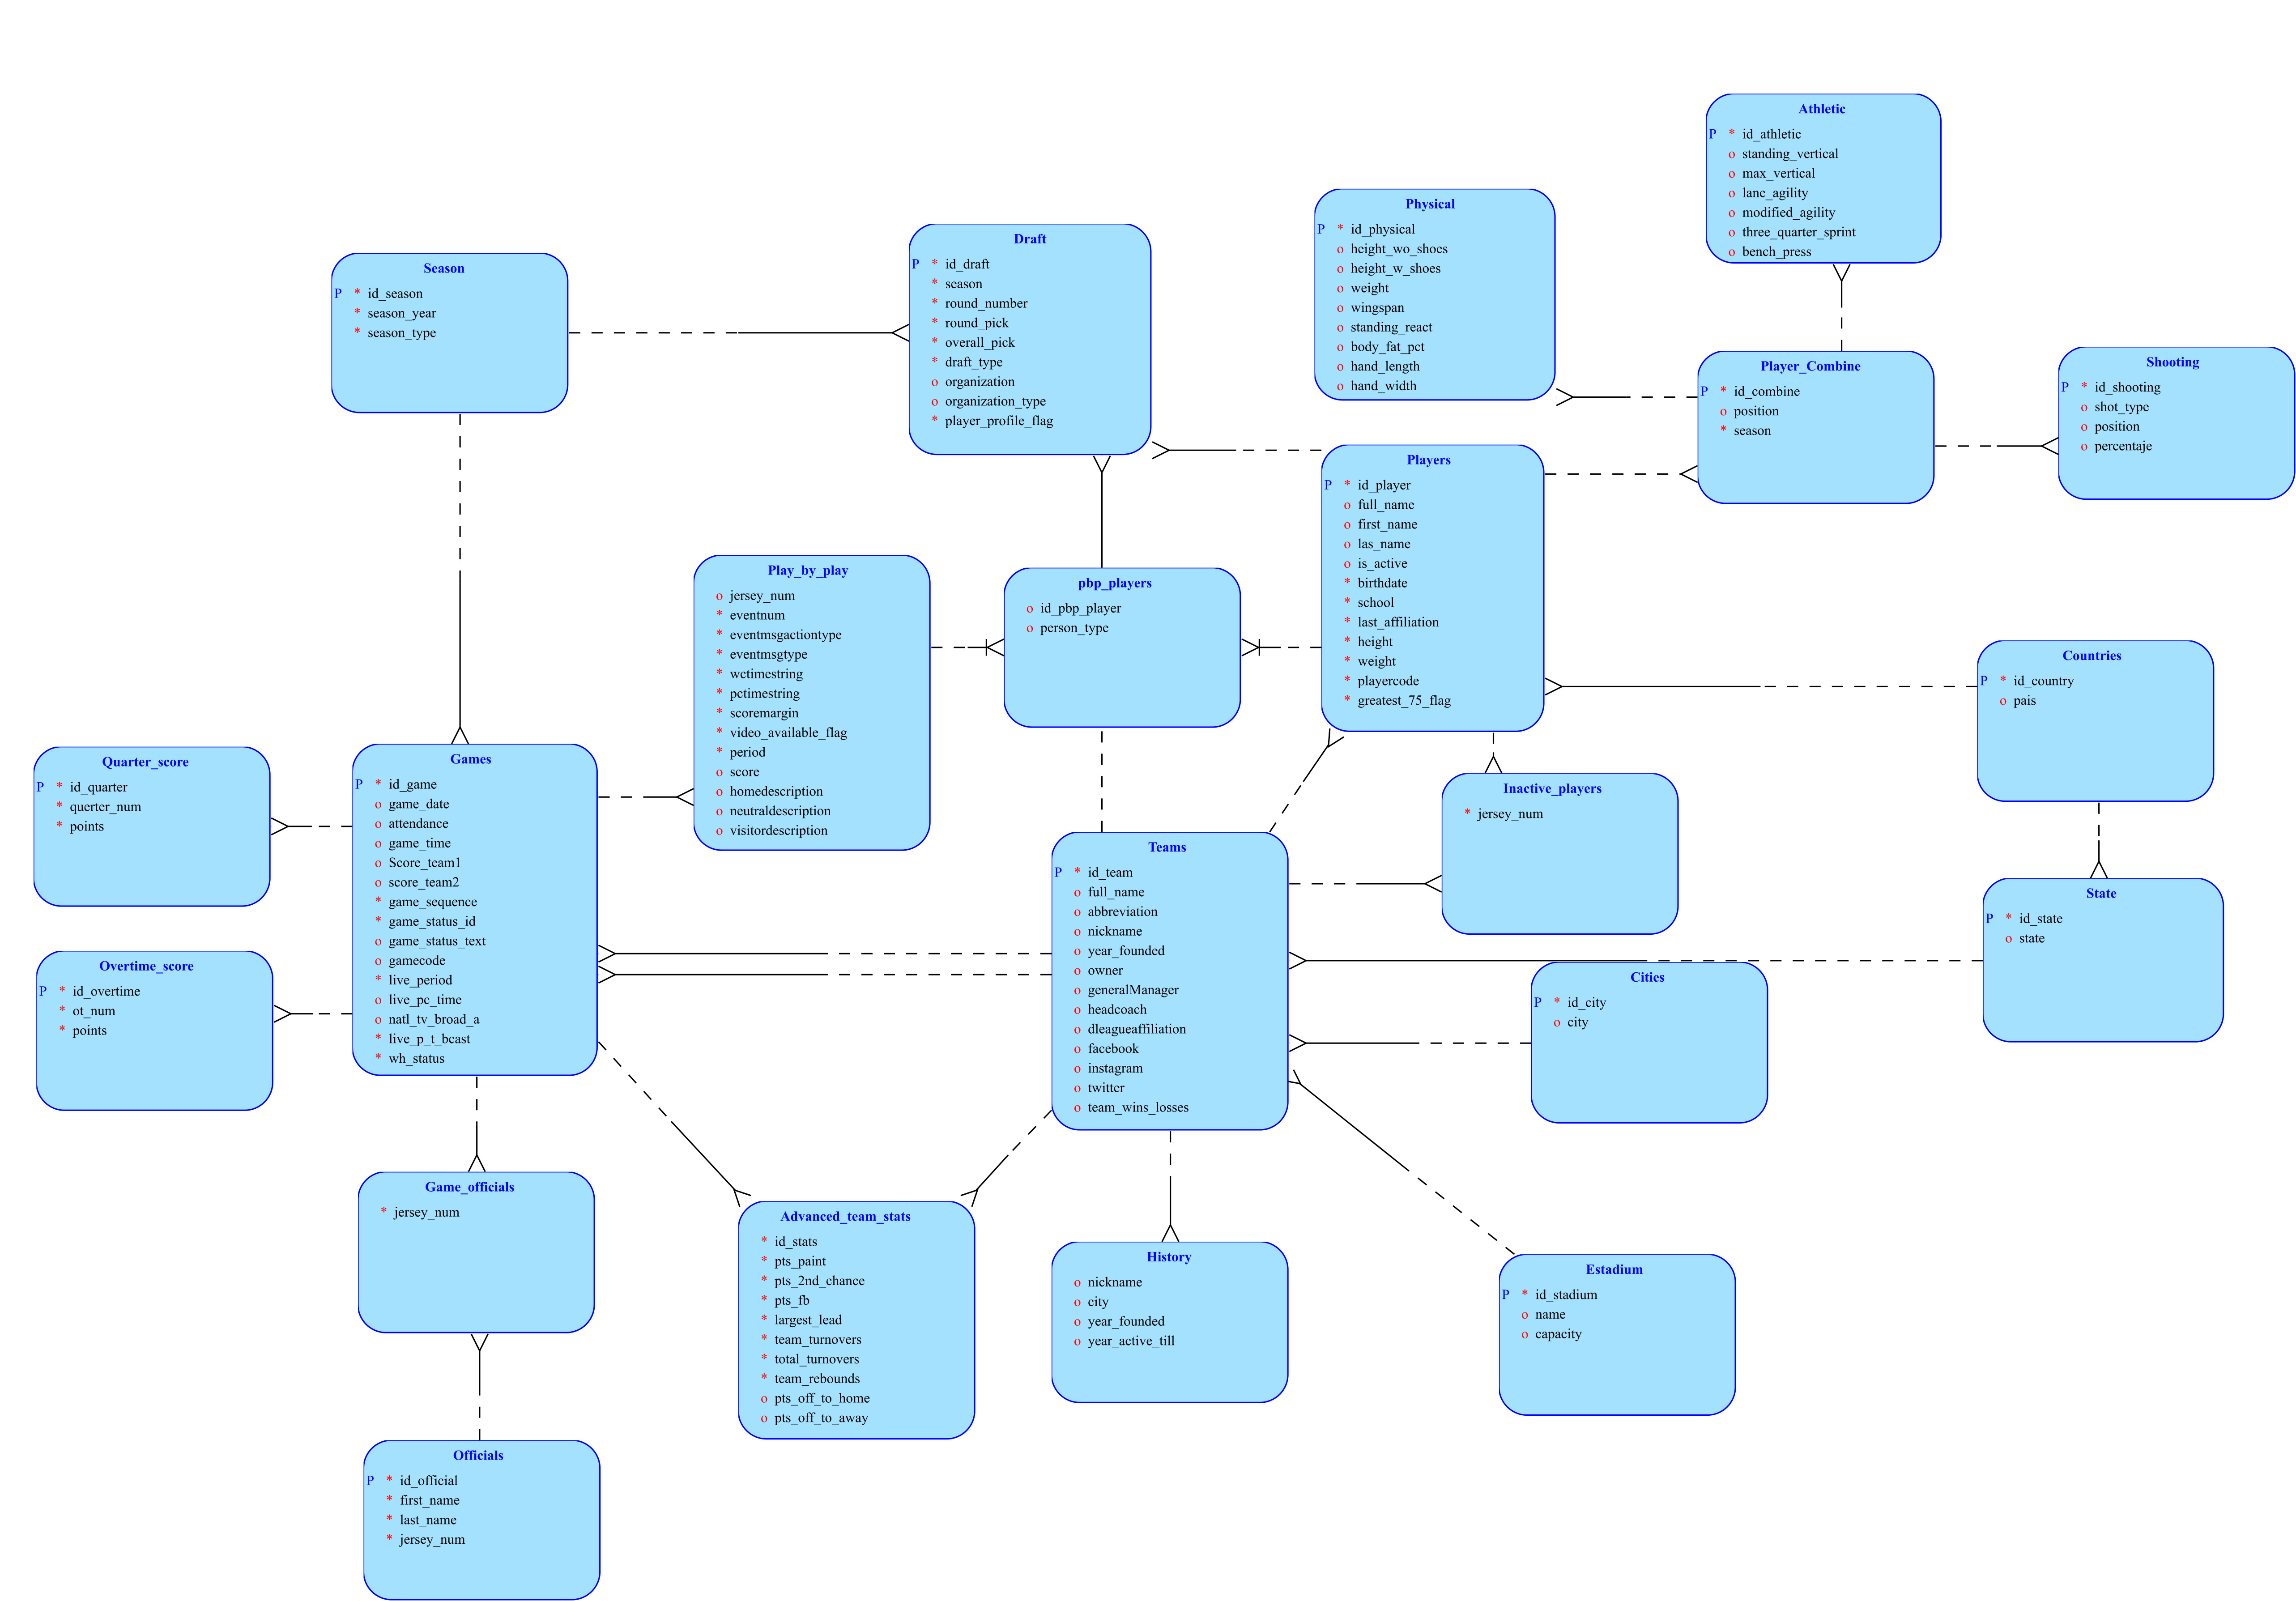 Athletic
P * id_athletic
o standing_vertical
o max_vertical
o lane_agility
o modified_agility
o three_quarter_sprint
o bench_press
Physical
P * id_physical
o height_wo_shoes
o height_w_shoes
o weight
o wingspan
o standing_react
o body_fat_pct
o hand_length
o hand_width
Draft
P * id_draft
* season
* round_number
* round_pick
* overall_pick
* draft_type
o organization
o organization_type
* player_profile_flag
Season
P * id_season
* season_year
* season_type
Player_Combine
P * id_combine
o position
* season
Shooting
P * id_shooting
o shot_type
o position
o percentaje
Players
P * id_player
o full_name
o first_name
o las_name
o is_active
* birthdate
* school
* last_affiliation
* height
* weight
* playercode
* greatest_75_flag
Play_by_play
o jersey_num
* eventnum
* eventmsgactiontype
* eventmsgtype
* wctimestring
* pctimestring
* scoremargin
* video_available_flag
* period
o score
o homedescription
o neutraldescription
o visitordescription
pbp_players
o id_pbp_player
o person_type
Countries
P * id_country
o pais
Quarter_score
P * id_quarter
* querter_num
* points
Games
P * id_game
o game_date
o attendance
o game_time
o Score_team1
o score_team2
* game_sequence
* game_status_id
o game_status_text
o gamecode
* live_period
o live_pc_time
o natl_tv_broad_a
* live_p_t_bcast
* wh_status
Inactive_players
* jersey_num
Teams
P * id_team
o full_name
o abbreviation
o nickname
o year_founded
o owner
o generalManager
o headcoach
o dleagueaffiliation
o facebook
o instagram
o twitter
o team_wins_losses
State
P * id_state
o state
Overtime_score
P * id_overtime
* ot_num
* points
Cities
P * id_city
o city
Game_officials
* jersey_num
Advanced_team_stats
* id_stats
* pts_paint
* pts_2nd_chance
* pts_fb
* largest_lead
* team_turnovers
* total_turnovers
* team_rebounds
o pts_off_to_home
o pts_off_to_away
History
o nickname
o city
o year_founded
o year_active_till
Estadium
P * id_stadium
o name
o capacity
Officials
P * id_official
* first_name
* last_name
* jersey_num